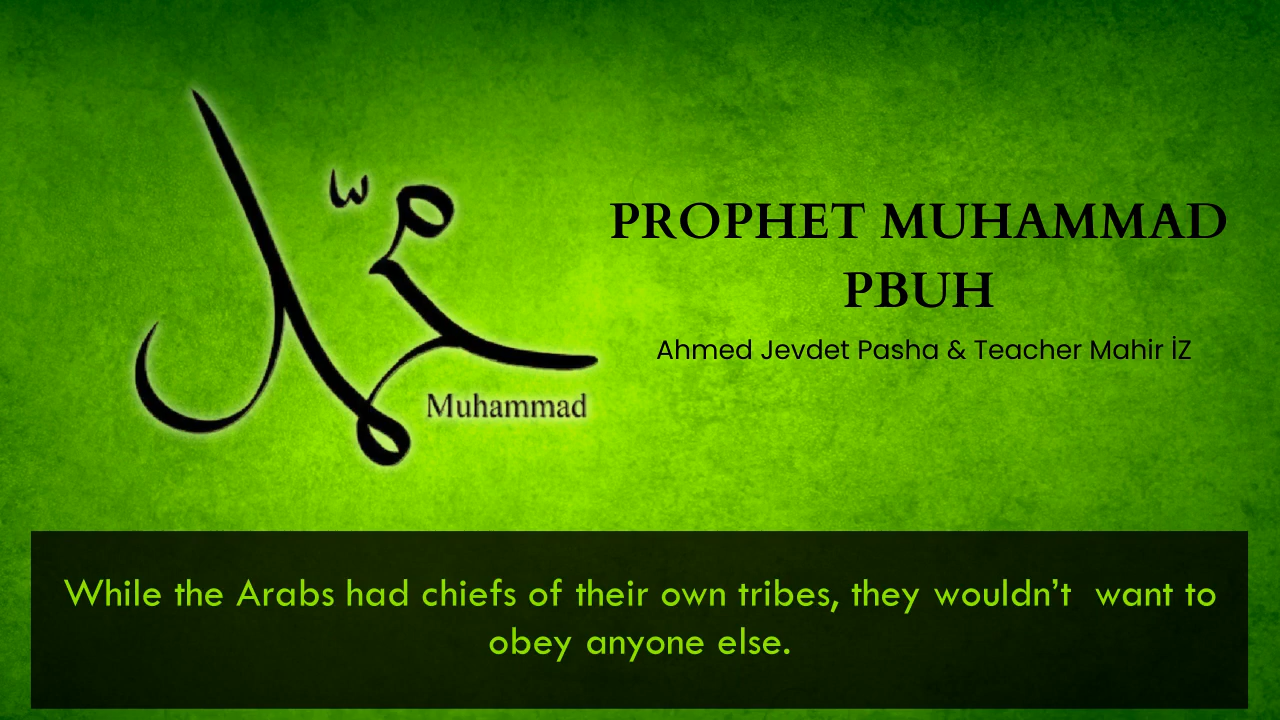 محمد
Muhammad
PROPHET MUHAMMAD
PBUH
Ahmed Jevdet Pasha & Teacher Mahir İZ
While the Arabs had chiefs of their own tribes, they wouldn’t  want to
obey anyone else.